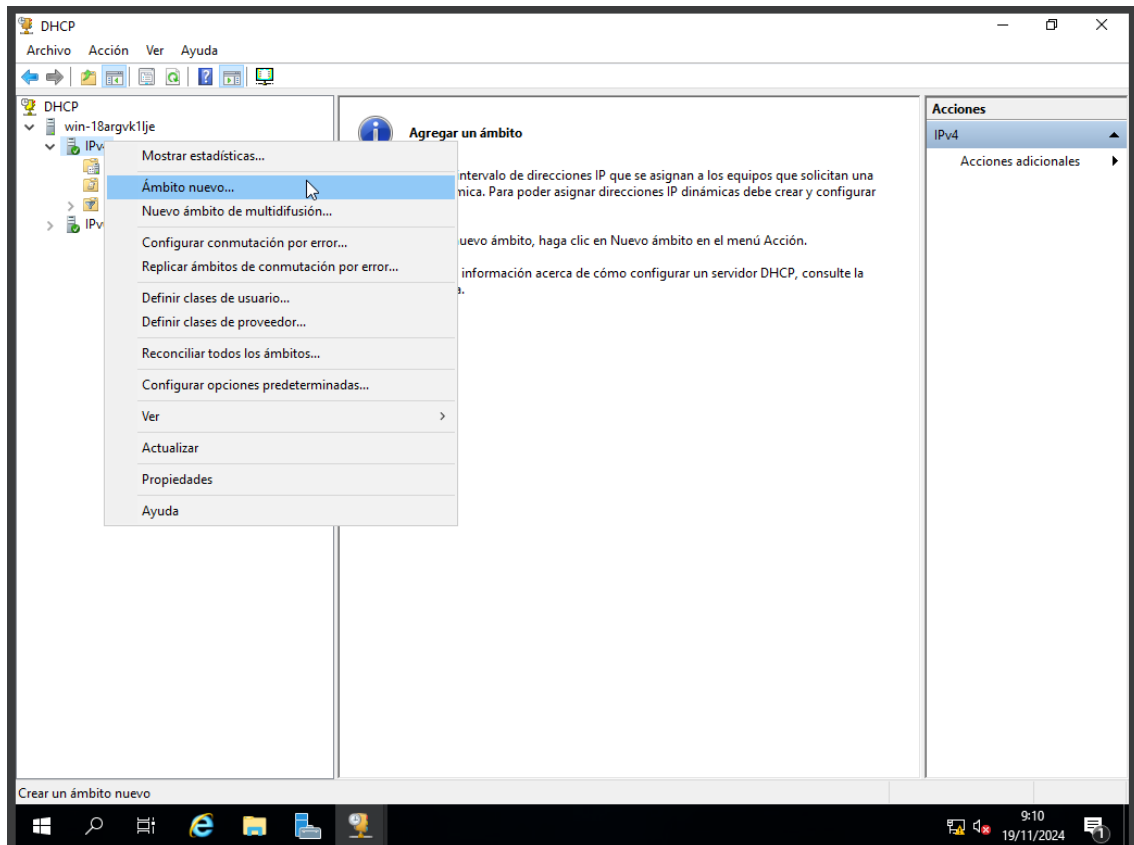 DHCP
Archivo Acción Ver Ayuda
DHCP
win-18argvk1lje
IPv
IPv
Mostrar estadísticas...
Ámbito nuevo...
Nuevo ámbito de multidifusión...
Configurar conmutación por error...
Replicar ámbitos de conmutación por error...
Definir clases de usuario...
Definir clases de proveedor...
Reconciliar todos los ámbitos...
Configurar opciones predeterminadas...
Ver
Actualizar
Propiedades
Ayuda
Agregar un ámbito
intervalo de direcciones IP que se asignan a los equipos que solicitan una
mica. Para poder asignar direcciones IP dinámicas debe crear y configurar
uevo ámbito, haga clic en Nuevo ámbito en el menú Acción.
información acerca de cómo configurar un servidor DHCP, consulte la
a.
Acciones
IPv4
Acciones adicionales
Crear un ámbito nuevo
9:10
19/11/2024
1